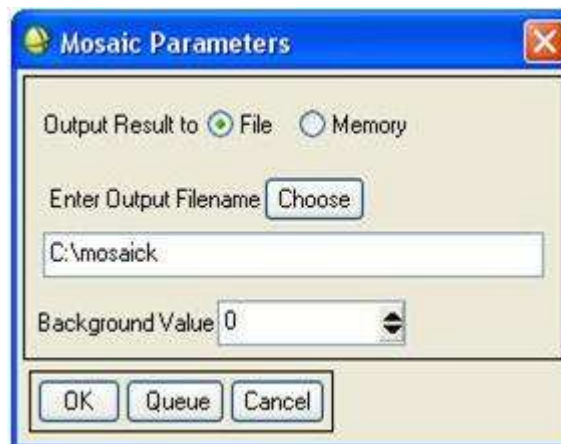 Mosaic Parameters
Output Result to File Memory
Enter Output Filename Choose
C:\mosaick
Background Value 0
OK Queue Cancel